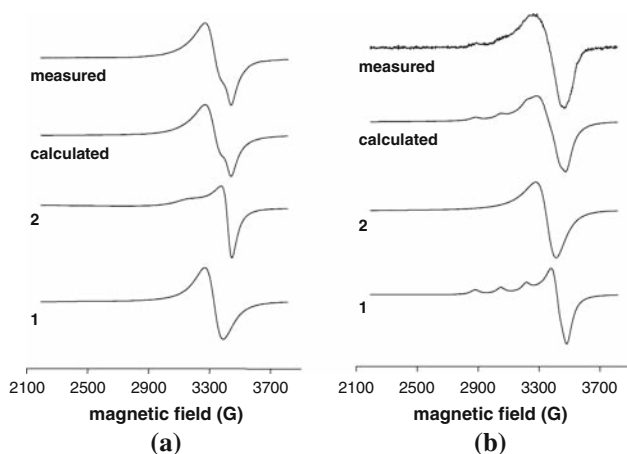 measured
calculated
2
1
2100 2500 2900 3300 3700
magnetic field (G)
(a)
measured
calculated
2
1
2100 2500 2900 3300 3700
magnetic field (G)
(b)